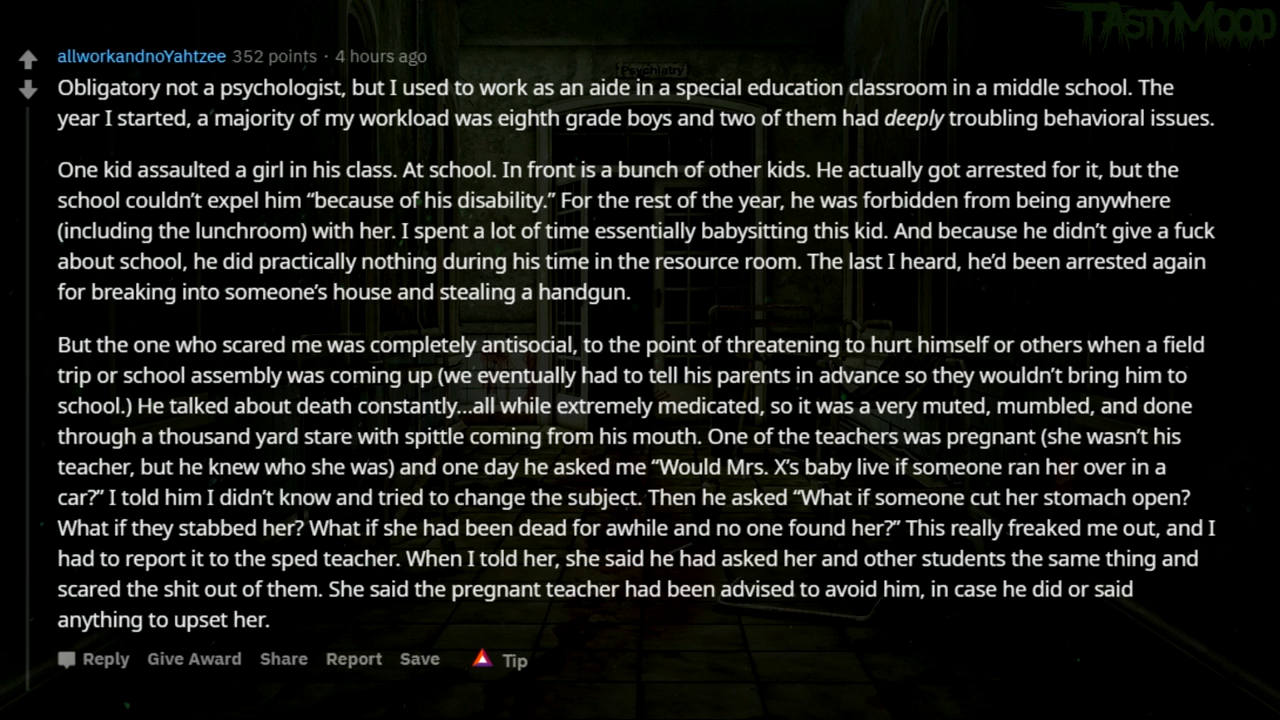 TASTYMOOD
allworkandnoYahtzee 352 points · 4 hours ago
Psychiatry
Obligatory not a psychologist, but I used to work as an aide in a special education classroom in a middle school. The
year I started, a majority of my workload was eighth grade boys and two of them had deeply troubling behavioral issues.
One kid assaulted a girl in his class. At school. In front is a bunch of other kids. He actually got arrested for it, but the
school couldn’t expel him “because of his disability.” For the rest of the year, he was forbidden from being anywhere
(including the lunchroom) with her. I spent a lot of time essentially babysitting this kid. And because he didn’t give a fuck
about school, he did practically nothing during his time in the resource room. The last I heard, he’d been arrested again
for breaking into someone’s house and stealing a handgun.
But the one who scared me was completely antisocial, to the point of threatening to hurt himself or others when a field
trip or school assembly was coming up (we eventually had to tell his parents in advance so they wouldn’t bring him to
school.) He talked about death constantly...all while extremely medicated, so it was a very muted, mumbled, and done
through a thousand yard stare with spittle coming from his mouth. One of the teachers was pregnant (she wasn’t his
teacher, but he knew who she was) and one day he asked me “Would Mrs. X’s baby live if someone ran her over in a
car?” I told him I didn’t know and tried to change the subject. Then he asked “What if someone cut her stomach open?
What if they stabbed her? What if she had been dead for awhile and no one found her?” This really freaked me out, and I
had to report it to the sped teacher. When I told her, she said he had asked her and other students the same thing and
scared the shit out of them. She said the pregnant teacher had been advised to avoid him, in case he did or said
anything to upset her.
Reply Give Award Share Report Save Tip